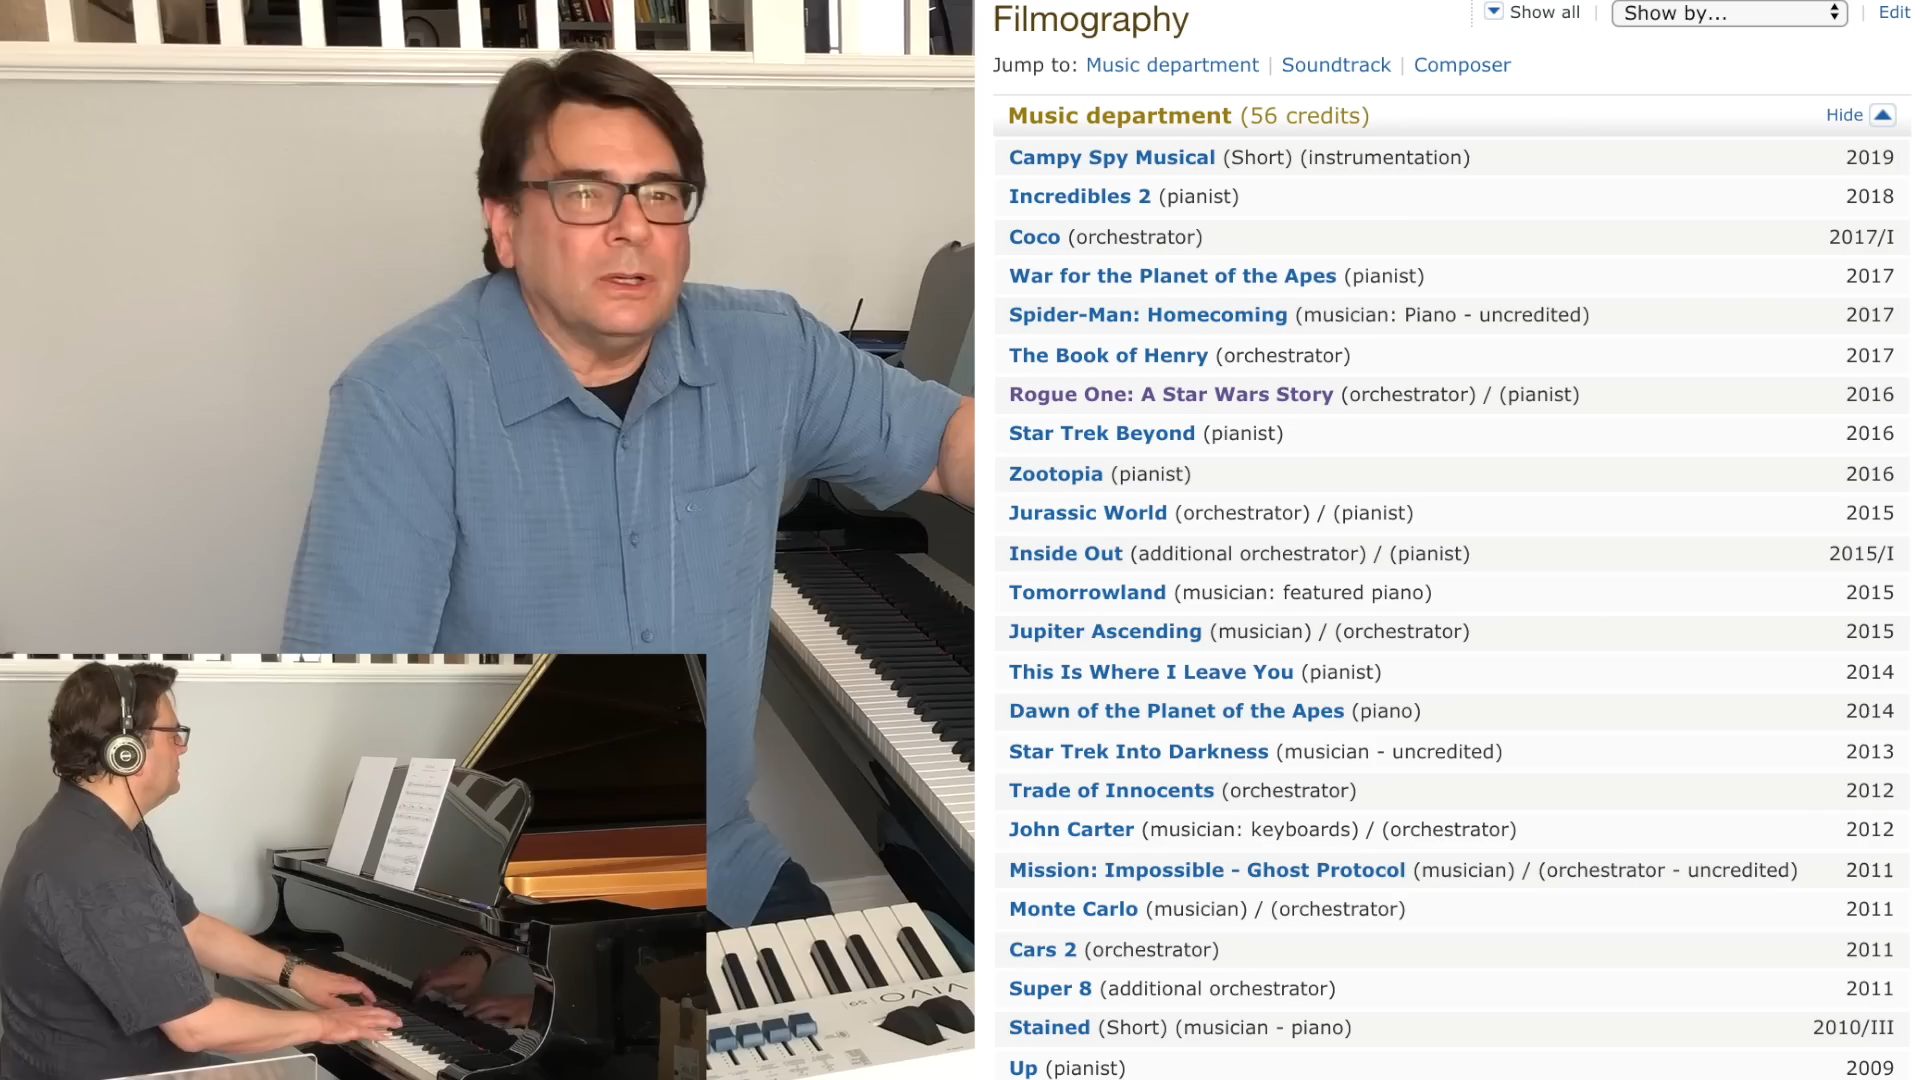 Filmography
Show all | Show by... | Edit
Jump to: Music department | Soundtrack | Composer
Music department (56 credits) Hide
Campy Spy Musical (Short) (instrumentation) 2019
Incredibles 2 (pianist) 2018
Coco (orchestrator) 2017/I
War for the Planet of the Apes (pianist) 2017
Spider-Man: Homecoming (musician: Piano - uncredited) 2017
The Book of Henry (orchestrator) 2017
Rogue One: A Star Wars Story (orchestrator) / (pianist) 2016
Star Trek Beyond (pianist) 2016
Zootopia (pianist) 2016
Jurassic World (orchestrator) / (pianist) 2015
Inside Out (additional orchestrator) / (pianist) 2015/I
Tomorrowland (musician: featured piano) 2015
Jupiter Ascending (musician) / (orchestrator) 2015
This Is Where I Leave You (pianist) 2014
Dawn of the Planet of the Apes (piano) 2014
Star Trek Into Darkness (musician - uncredited) 2013
Trade of Innocents (orchestrator) 2012
John Carter (musician: keyboards) / (orchestrator) 2012
Mission: Impossible - Ghost Protocol (musician) / (orchestrator - uncredited) 2011
Monte Carlo (musician) / (orchestrator) 2011
Cars 2 (orchestrator) 2011
Super 8 (additional orchestrator) 2011
Stained (Short) (musician - piano) 2010/III
Up (pianist) 2009
VIVO S9